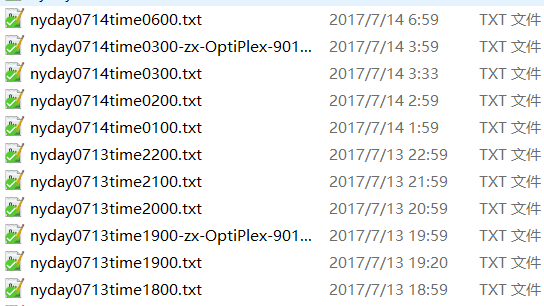 nyday0714time0600.txt 2017/7/14 6:59 TXT 文件
nyday0714time0300-zx-OptiPlex-901... 2017/7/14 3:59 TXT 文件
nyday0714time0300.txt 2017/7/14 3:33 TXT 文件
nyday0714time0200.txt 2017/7/14 2:59 TXT 文件
nyday0714time0100.txt 2017/7/14 1:59 TXT 文件
nyday0713time2200.txt 2017/7/13 22:59 TXT 文件
nyday0713time2100.txt 2017/7/13 21:59 TXT 文件
nyday0713time2000.txt 2017/7/13 20:59 TXT 文件
nyday0713time1900-zx-OptiPlex-901... 2017/7/13 19:59 TXT 文件
nyday0713time1900.txt 2017/7/13 19:20 TXT 文件
nyday0713time1800.txt 2017/7/13 18:59 TXT 文件